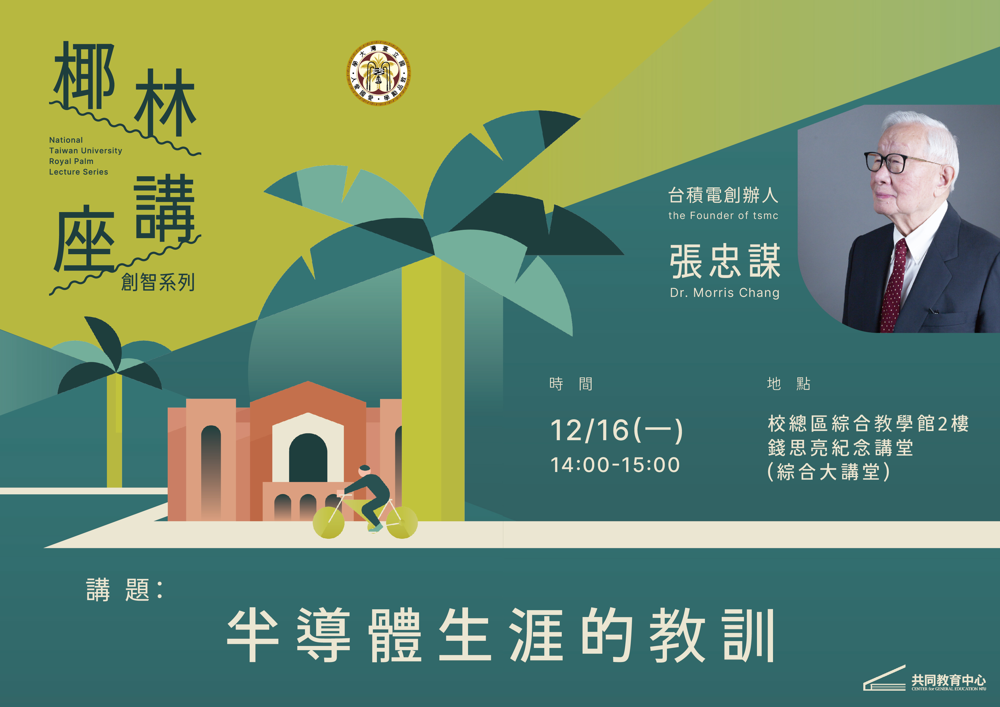 椰林
National
Taiwan University
Royal Palm
Lecture Series
講座
創智系列
國立臺灣大學
敦品勵學・愛國愛人
台積電創辦人
the Founder of tsmc
張忠謀
Dr. Morris Chang
時間
12/16(一)
14:00-15:00
地點
校總區綜合教學館2樓
錢思亮紀念講堂
(綜合大講堂)
講題：
半導體生涯的教訓
共同教育中心
CENTER for GENERAL EDUCATION NTU